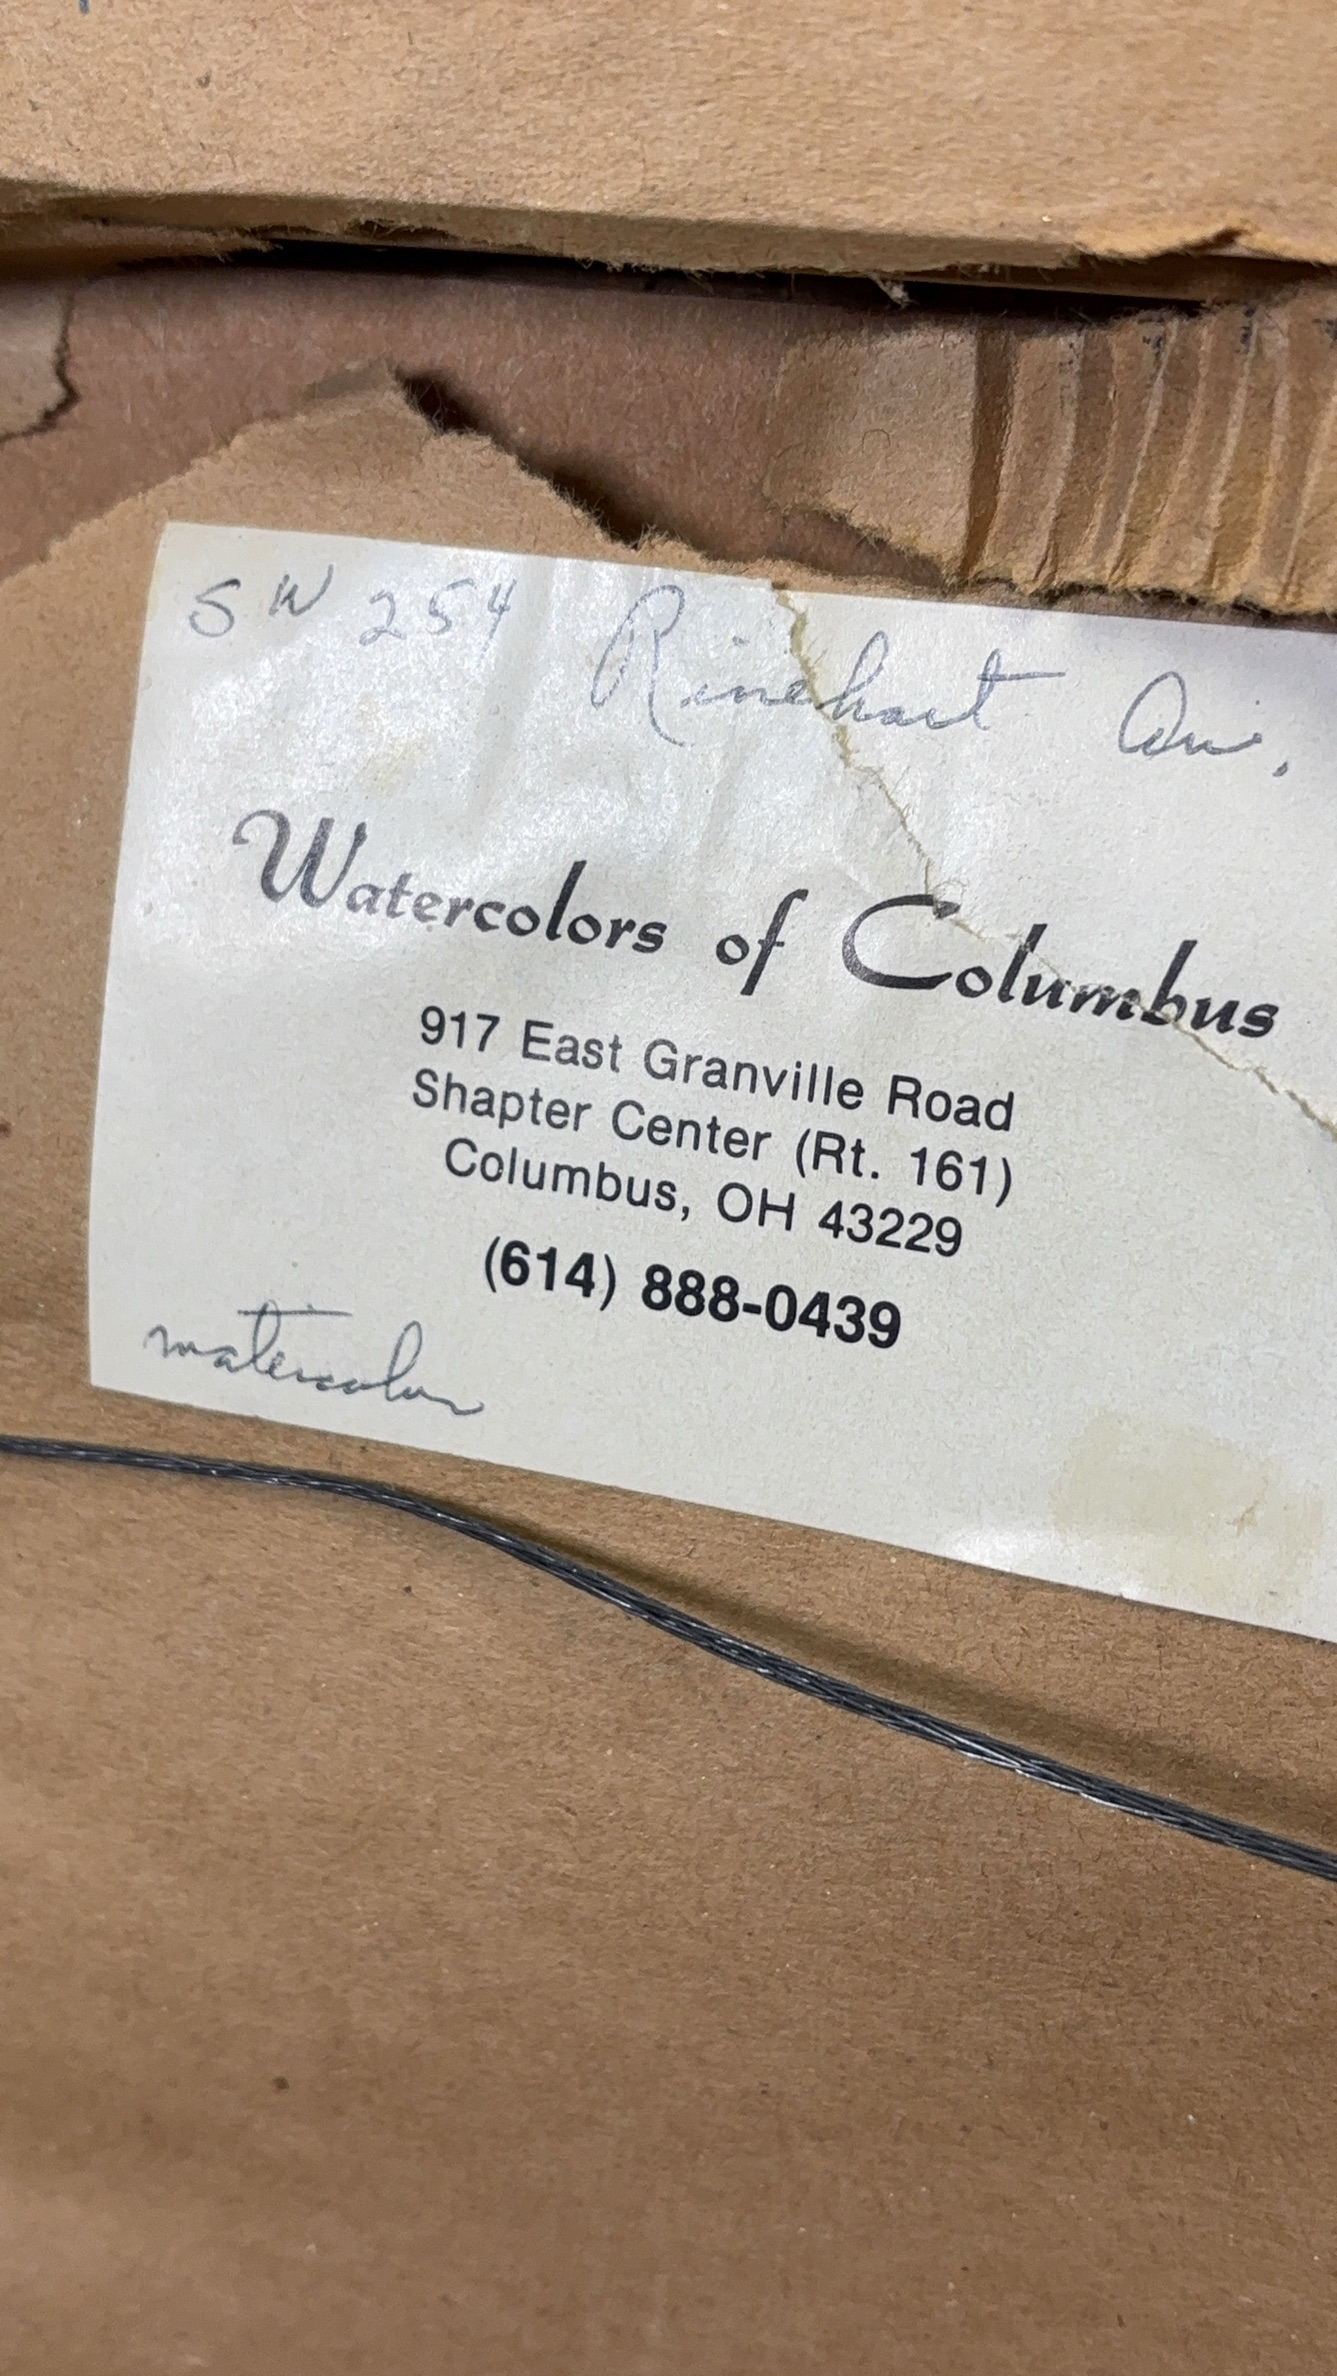 SW 254 Rinehart Av.
Watercolors of Columbus
917 East Granville Road
Shapter Center (Rt. 161)
Columbus, OH 43229
(614) 888-0439
watercolor